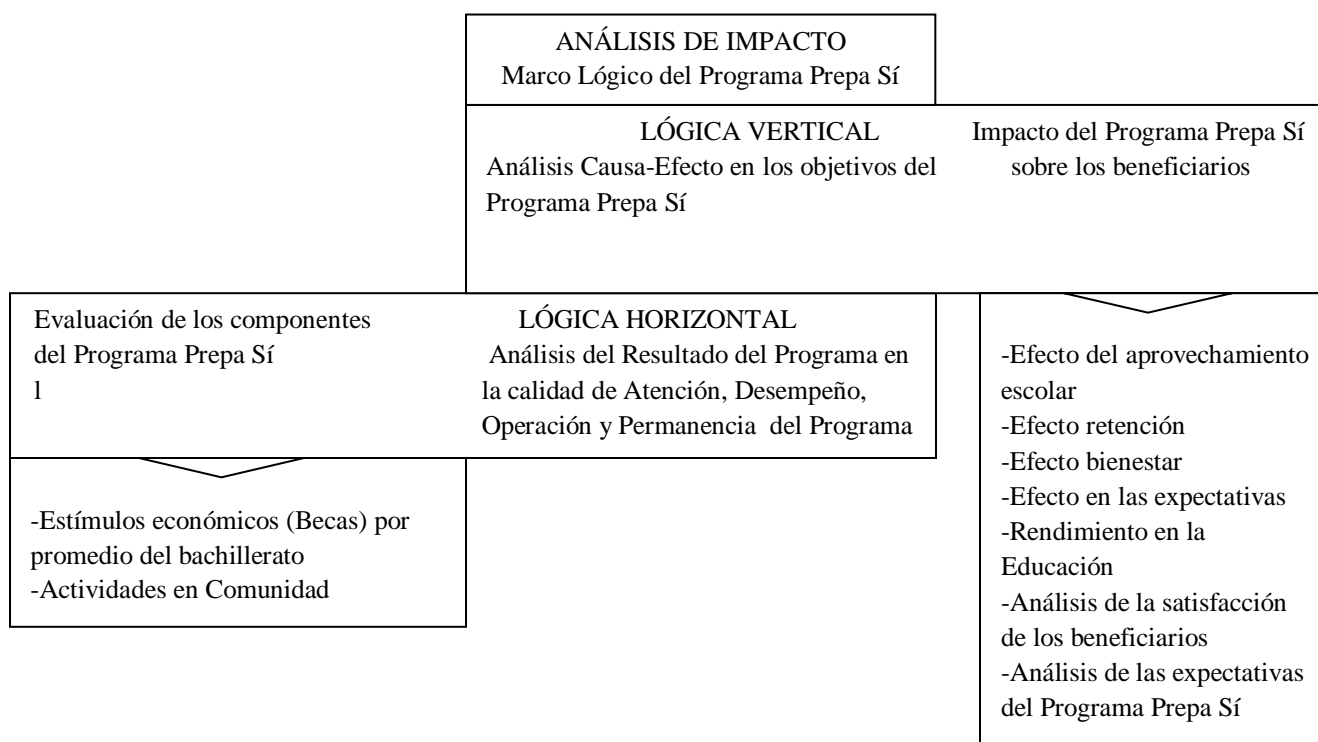 ANÁLISIS DE IMPACTO
Marco Lógico del Programa Prepa Sí
LÓGICA VERTICAL
Análisis Causa-Efecto en los objetivos del
Programa Prepa Sí
Impacto del Programa Prepa Sí
sobre los beneficiarios
Evaluación de los componentes
del Programa Prepa Sí
l
LÓGICA HORIZONTAL
Análisis del Resultado del Programa en
la calidad de Atención, Desempeño,
Operación y Permanencia del Programa
-Estímulos económicos (Becas) por
promedio del bachillerato
-Actividades en Comunidad
-Efecto del aprovechamiento
escolar
-Efecto retención
-Efecto bienestar
-Efecto en las expectativas
-Rendimiento en la
Educación
-Análisis de la satisfacción
de los beneficiarios
-Análisis de las expectativas
del Programa Prepa Sí